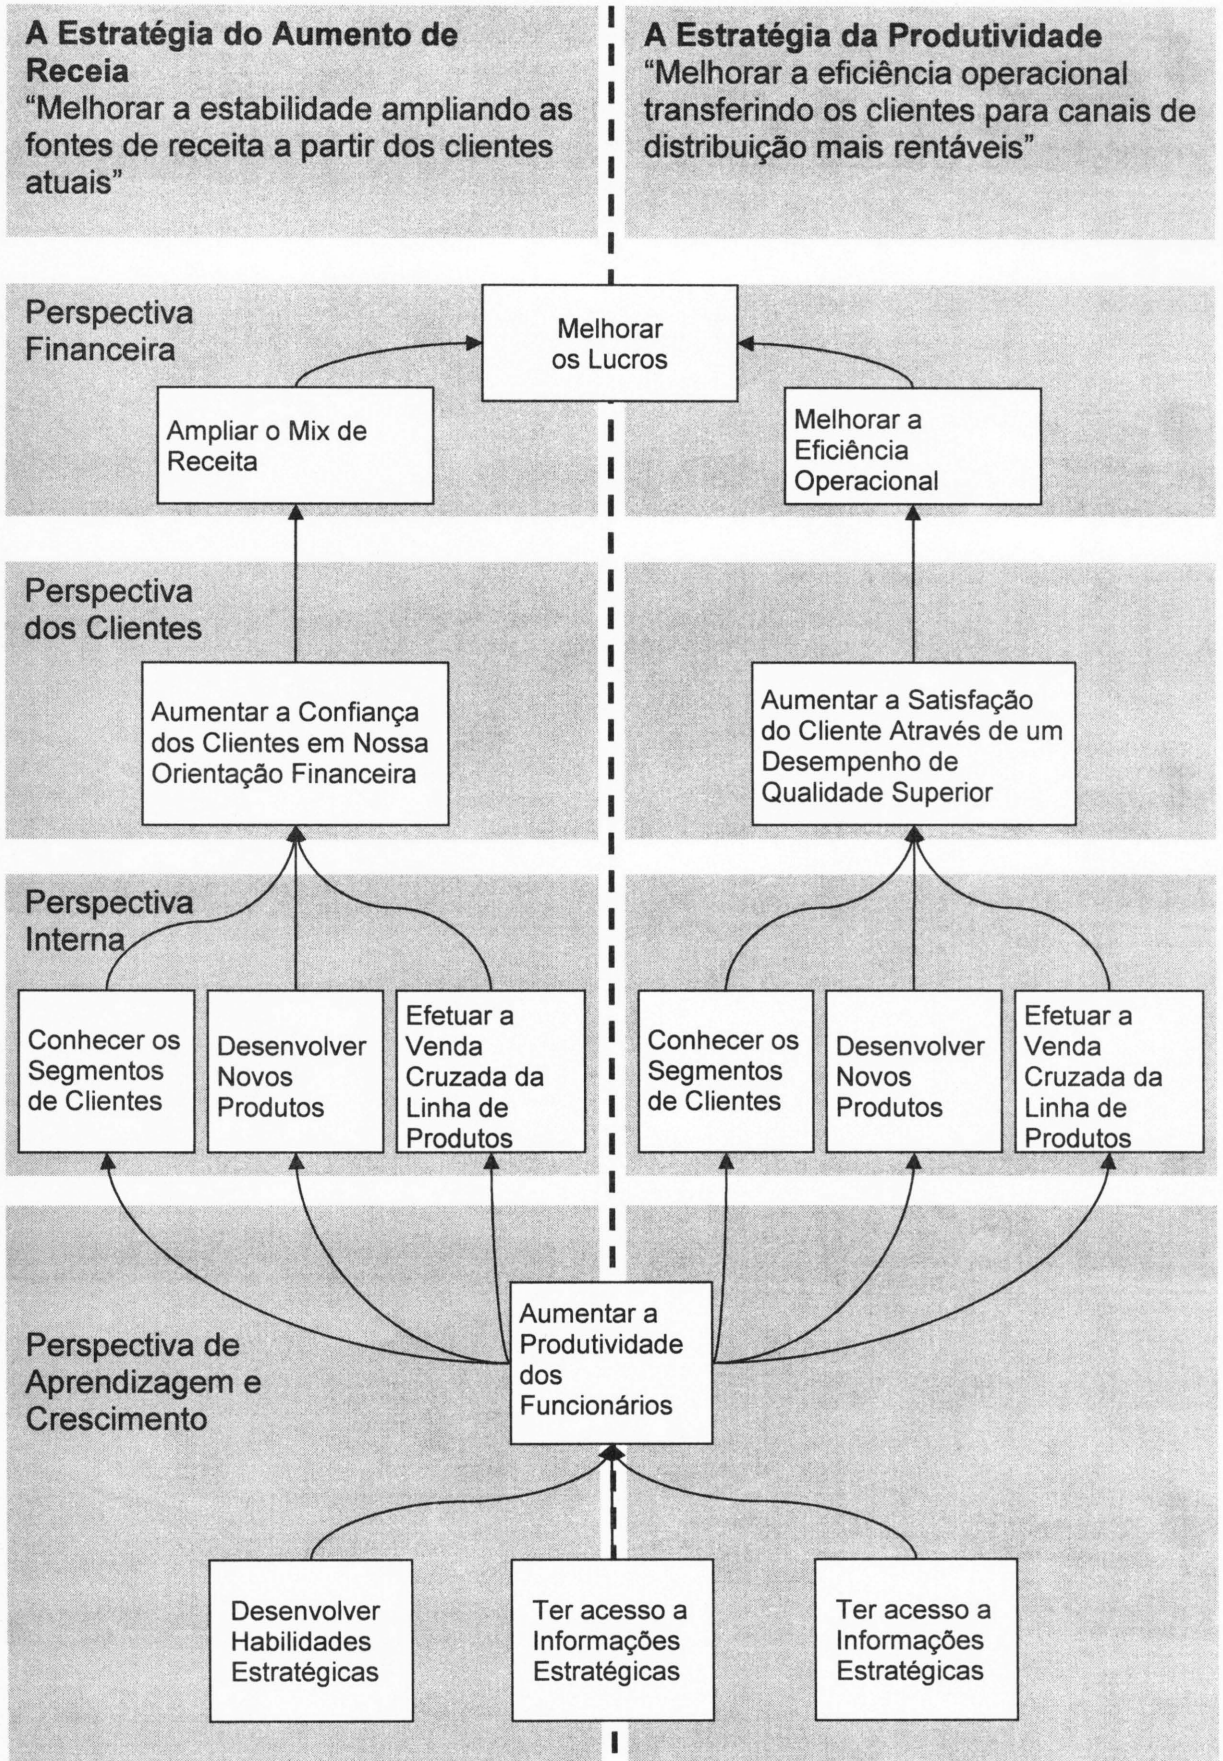 A Estratégia do Aumento de
Receia
“Melhorar a estabilidade ampliando as
fontes de receita a partir dos clientes
atuais”
A Estratégia da Produtividade
“Melhorar a eficiência operacional
transferindo os clientes para canais de
distribuição mais rentáveis”
Perspectiva
Financeira
Melhorar
os Lucros
Ampliar o Mix de
Receita
Melhorar a
Eficiência
Operacional
Perspectiva
dos Clientes
Aumentar a Confiança
dos Clientes em Nossa
Orientação Financeira
Aumentar a Satisfação
do Cliente Através de um
Desempenho de
Qualidade Superior
Perspectiva
Interna
Conhecer os
Segmentos
de Clientes
Desenvolver
Novos
Produtos
Efetuar a
Venda
Cruzada da
Linha de
Produtos
Conhecer os
Segmentos
de Clientes
Desenvolver
Novos
Produtos
Efetuar a
Venda
Cruzada da
Linha de
Produtos
Perspectiva de
Aprendizagem e
Crescimento
Aumentar a
Produtividade
dos
Funcionários
Desenvolver
Habilidades
Estratégicas
Ter acesso a
Informações
Estratégicas
Ter acesso a
Informações
Estratégicas